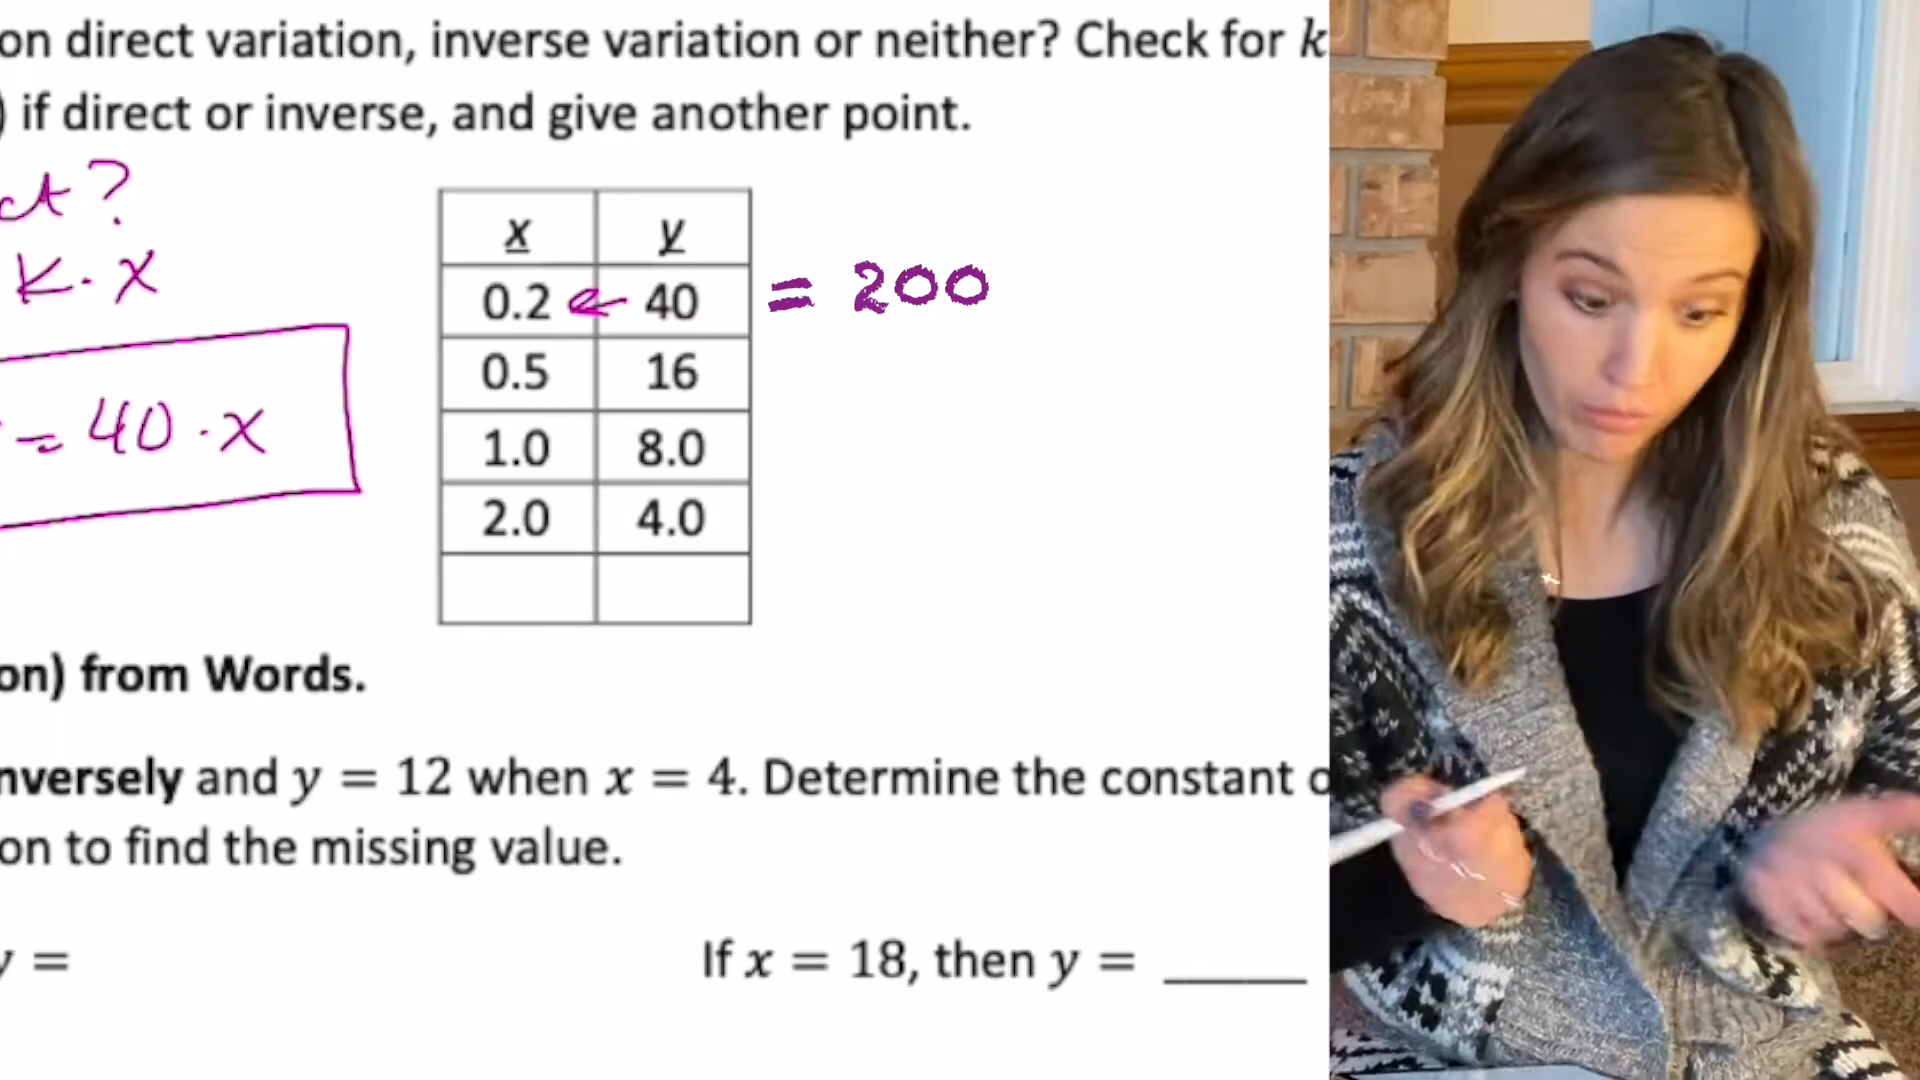 on direct variation, inverse variation or neither? Check for k
) if direct or inverse, and give another point.
ct?
k·x
= 40·x
x y
0.2 ← 40 = 200
0.5 16
1.0 8.0
2.0 4.0
on) from Words.
nversely and y = 12 when x = 4. Determine the constant o
on to find the missing value.
y =
If x = 18, then y = ______